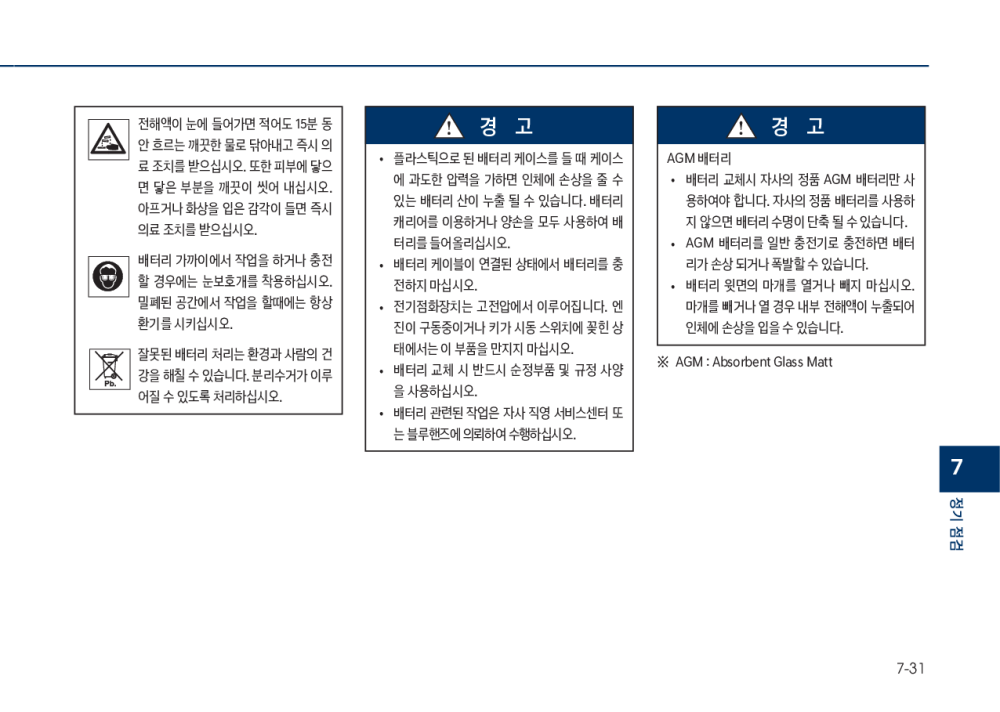 전해액이 눈에 들어가면 적어도 15분 동
안 흐르는 깨끗한 물로 닦아내고 즉시 의
료 조치를 받으십시오. 또한 피부에 닿으
면 닿은 부분을 깨끗이 씻어 내십시오.
아프거나 화상을 입은 감각이 들면 즉시
의료 조치를 받으십시오.
배터리 가까이에서 작업을 하거나 충전
할 경우에는 눈보호개를 착용하십시오.
밀폐된 공간에서 작업을 할때에는 항상
환기를 시키십시오.
Pb.
잘못된 배터리 처리는 환경과 사람의 건
강을 해칠 수 있습니다. 분리수거가 이루
어질 수 있도록 처리하십시오.
경 고
• 플라스틱으로 된 배터리 케이스를 들 때 케이스
에 과도한 압력을 가하면 인체에 손상을 줄 수
있는 배터리 산이 누출 될 수 있습니다. 배터리
캐리어를 이용하거나 양손을 모두 사용하여 배
터리를 들어올리십시오.
• 배터리 케이블이 연결된 상태에서 배터리를 충
전하지 마십시오.
• 전기점화장치는 고전압에서 이루어집니다. 엔
진이 구동중이거나 키가 시동 스위치에 꽂힌 상
태에서는 이 부품을 만지지 마십시오.
• 배터리 교체 시 반드시 순정부품 및 규정 사양
을 사용하십시오.
• 배터리 관련된 작업은 자사 직영 서비스센터 또
는 블루핸즈에 의뢰하여 수행하십시오.
경 고
AGM 배터리
• 배터리 교체시 자사의 정품 AGM 배터리만 사
용하여야 합니다. 자사의 정품 배터리를 사용하
지 않으면 배터리 수명이 단축 될 수 있습니다.
• AGM 배터리를 일반 충전기로 충전하면 배터
리가 손상 되거나 폭발할 수 있습니다.
• 배터리 윗면의 마개를 열거나 빼지 마십시오.
마개를 빼거나 열 경우 내부 전해액이 누출되어
인체에 손상을 입을 수 있습니다.
※ AGM : Absorbent Glass Matt
7
정기 점검
7-31